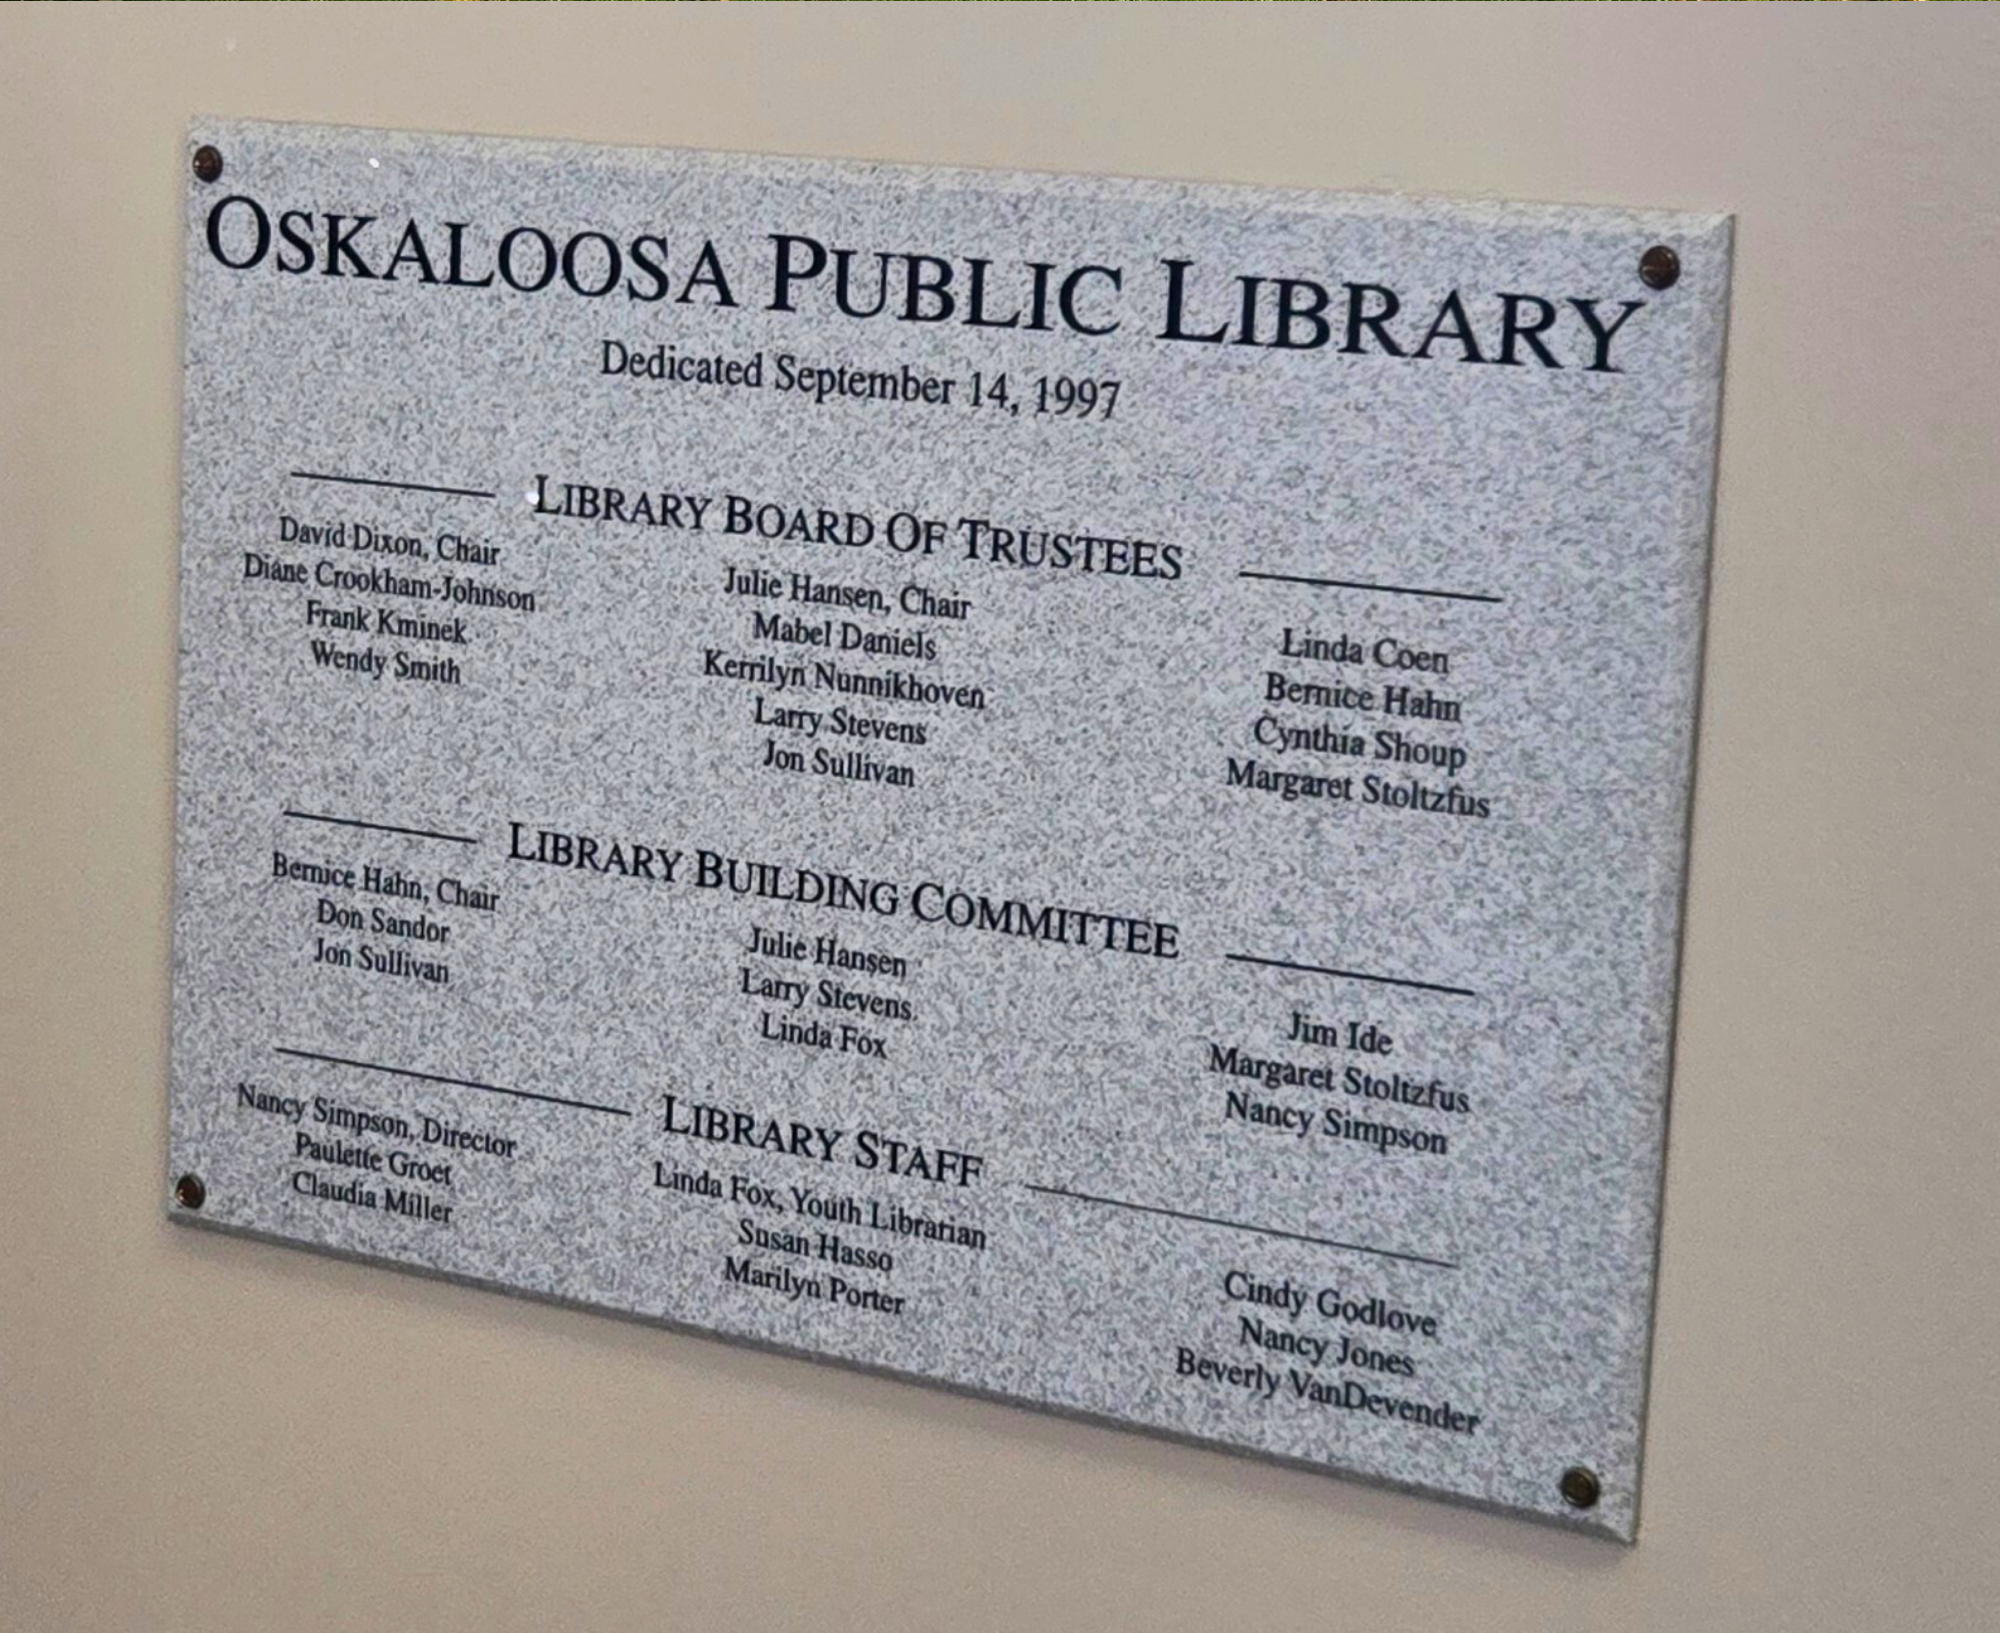 OSKALOOSA PUBLIC LIBRARY
Dedicated September 14, 1997
LIBRARY BOARD OF TRUSTEES
David Dixon, Chair
Diane Crookham-Johnson
Frank Kminek
Wendy Smith
Julie Hansen, Chair
Mabel Daniels
Kerrilyn Nunnikhoven
Larry Stevens
Jon Sullivan
Linda Coen
Bernice Hahn
Cynthia Shoup
Margaret Stoltzfus
LIBRARY BUILDING COMMITTEE
Bernice Hahn, Chair
Don Sandor
Jon Sullivan
Julie Hansen
Larry Stevens
Linda Fox
Jim Ide
Margaret Stoltzfus
Nancy Simpson
LIBRARY STAFF
Nancy Simpson, Director
Paulette Groet
Claudia Miller
Linda Fox, Youth Librarian
Susan Hasso
Marilyn Porter
Cindy Godlove
Nancy Jones
Beverly VanDevender